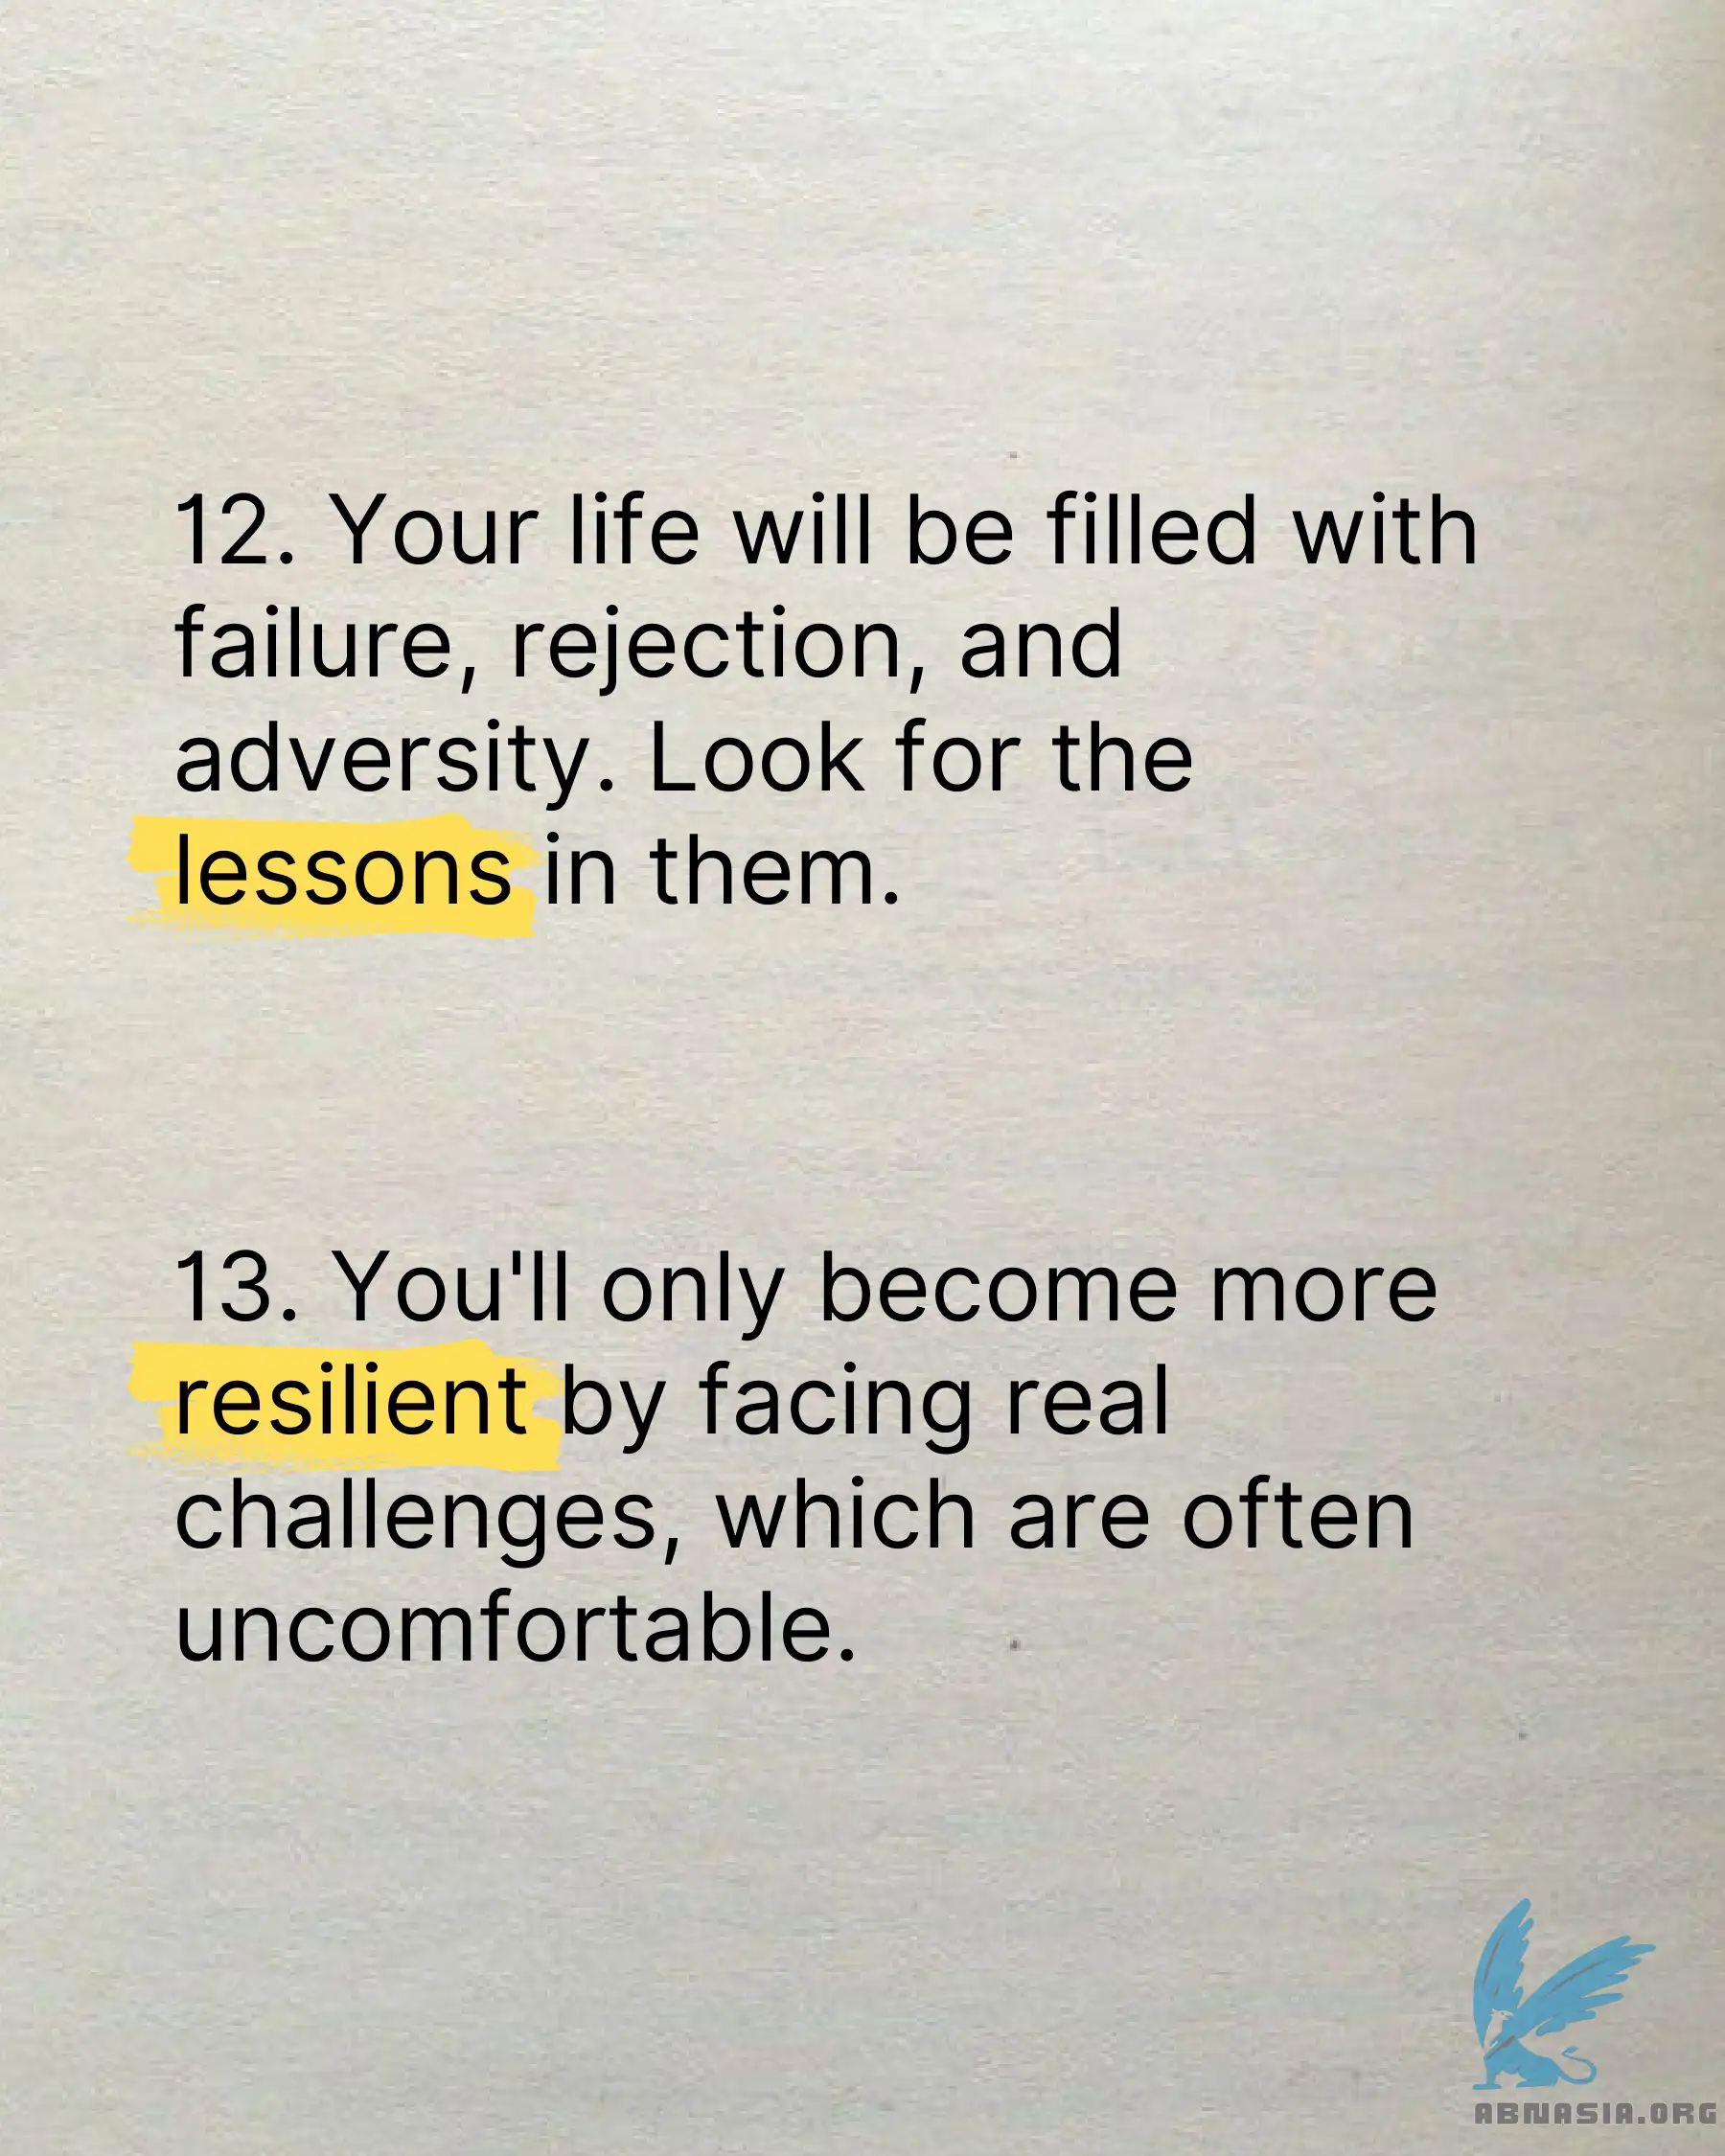 12. Your life will be filled with
failure, rejection, and
adversity. Look for the
lessons in them.
13. You'll only become more
resilient by facing real
challenges, which are often
uncomfortable.
ABNASIA.ORG